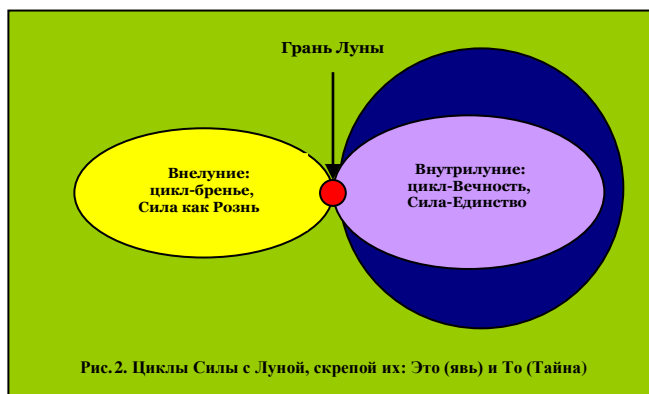 Грань Луны
Внелуние:
цикл-бренье,
Сила как Рознь
Внутрилуние:
цикл-Вечность,
Сила-Единство
Рис.2. Циклы Силы с Луной, скрепой их: Это (явь) и То (Тайна)